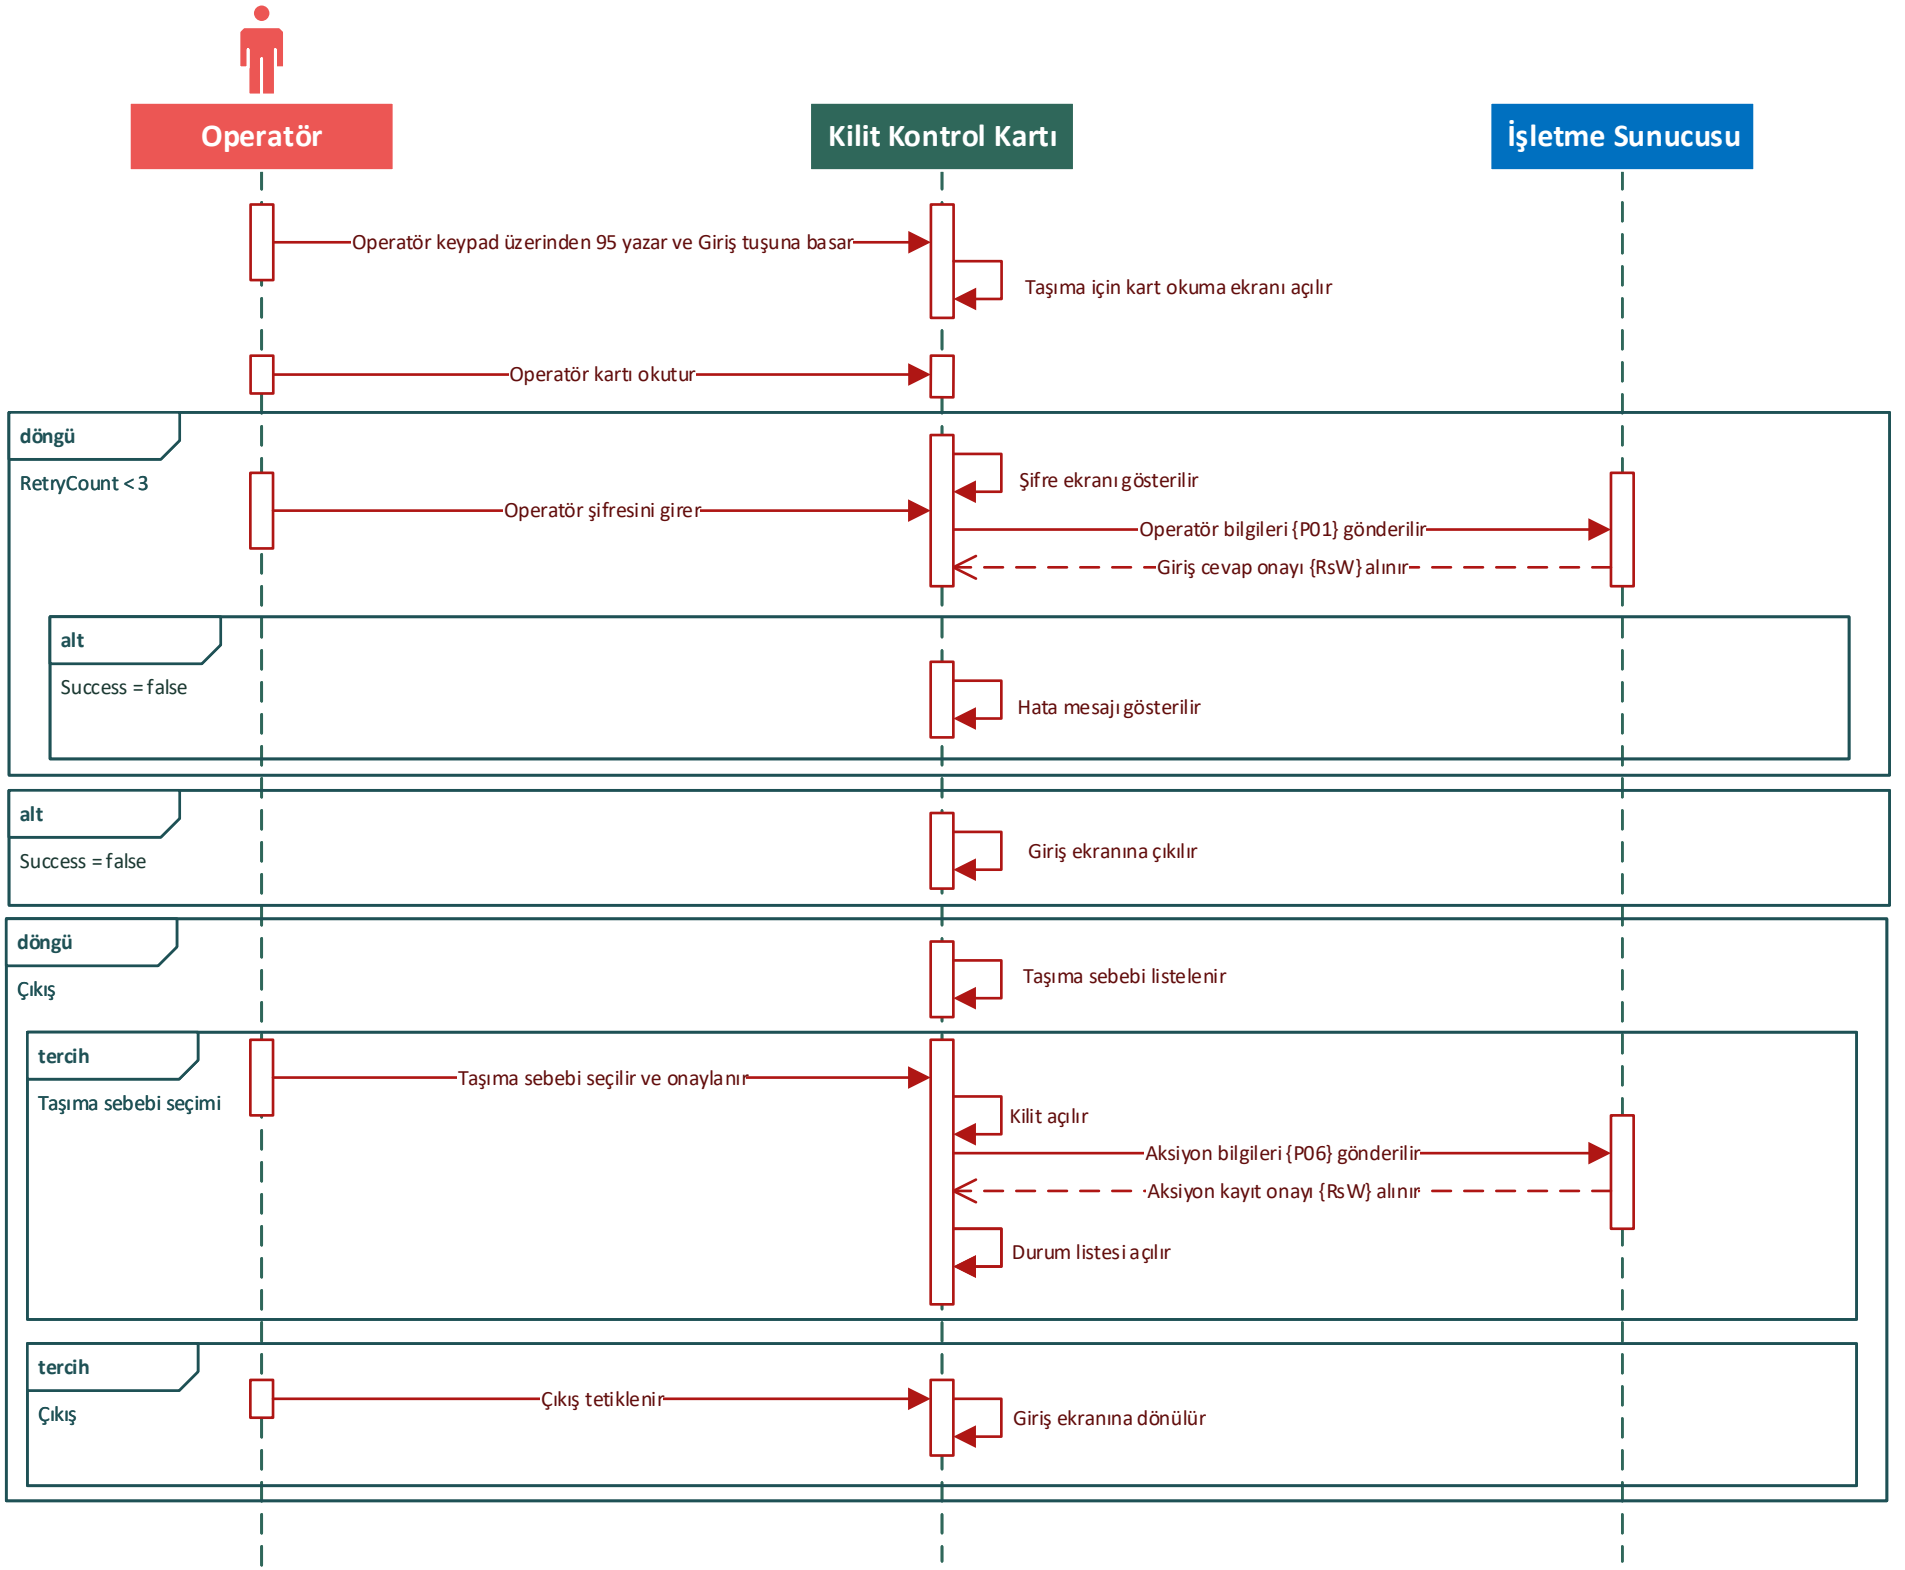 Operatör
Kilit Kontrol Kartı
İşletme Sunucusu
Operatör keypad üzerinden 95 yazar ve Giriş tuşuna basar
Taşıma için kart okuma ekranı açılır
Operatör kartı okutur
döngü
RetryCount < 3
Şifre ekranı gösterilir
Operatör şifresini girer
Operatör bilgileri {P01} gönderilir
Giriş cevap onayı {RsW} alınır
alt
Success = false
Hata mesajı gösterilir
alt
Success = false
Giriş ekranına çıkılır
döngü
Çıkış
Taşıma sebebi listelenir
tercih
Taşıma sebebi seçimi
Taşıma sebebi seçilir ve onaylanır
Kilit açılır
Aksiyon bilgileri {P06} gönderilir
Aksiyon kayıt onayı {RsW} alınır
Durum listesi açılır
tercih
Çıkış
Çıkış tetiklenir
Giriş ekranına dönülür